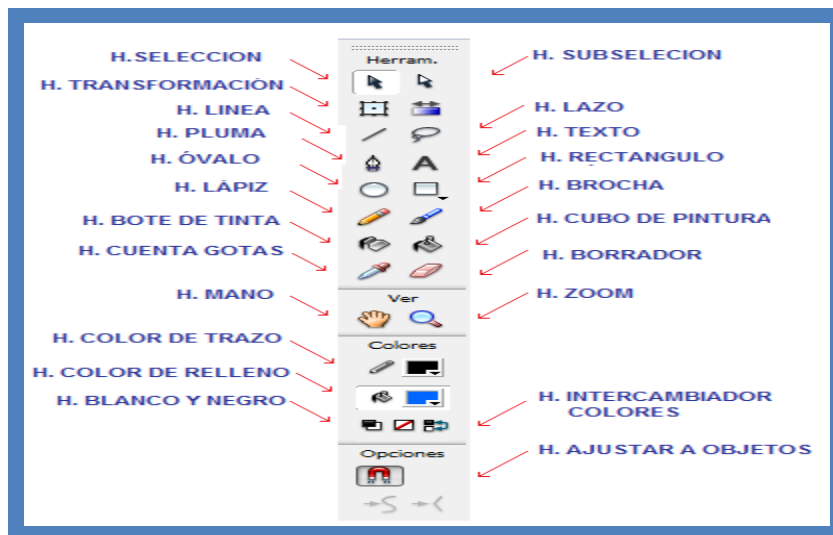 H.SELECCION
H. TRANSFORMACIÓN
H. LINEA
H. PLUMA
H. ÓVALO
H. LÁPIZ
H. BOTE DE TINTA
H. CUENTA GOTAS
H. MANO
H. COLOR DE TRAZO
H. COLOR DE RELLENO
H. BLANCO Y NEGRO
Herram.
A
Ver
Colores
Opciones
H. SUBSELECION
H. LAZO
H. TEXTO
H. RECTANGULO
H. BROCHA
H. CUBO DE PINTURA
H. BORRADOR
H. ZOOM
H. INTERCAMBIADOR
COLORES
H. AJUSTAR A OBJETOS